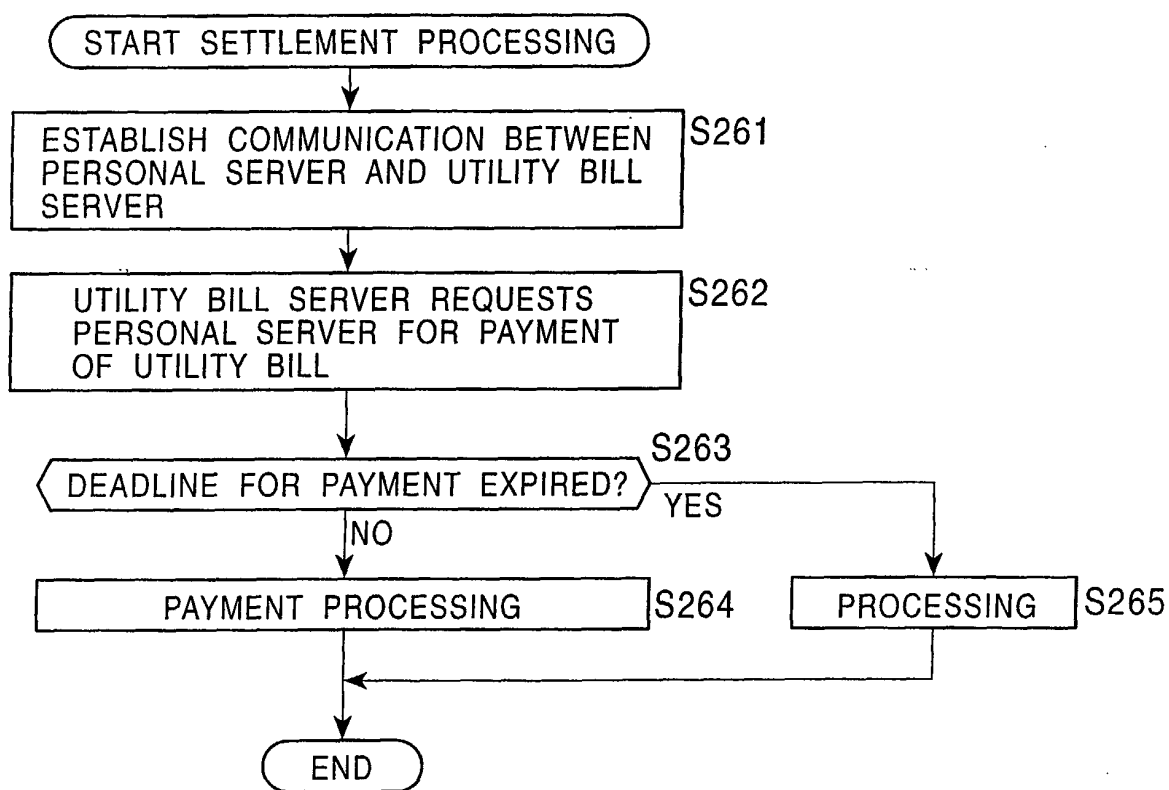 START SETTLEMENT PROCESSING
ESTABLISH COMMUNICATION BETWEEN
PERSONAL SERVER AND UTILITY BILL
SERVER
S261
UTILITY BILL SERVER REQUESTS
PERSONAL SERVER FOR PAYMENT
OF UTILITY BILL
S262
DEADLINE FOR PAYMENT EXPIRED?
S263
YES
NO
PAYMENT PROCESSING
S264
PROCESSING
S265
END